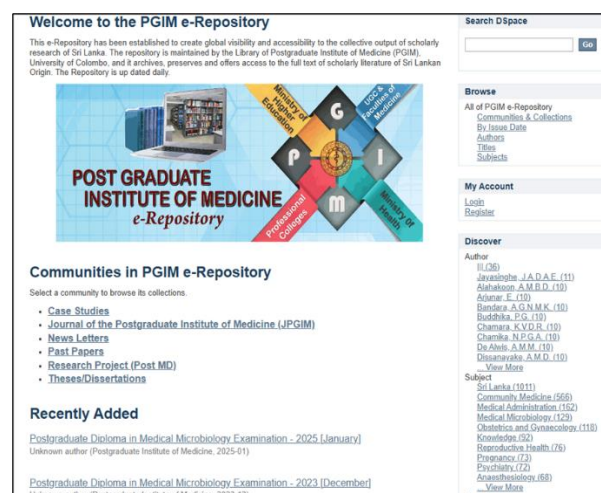 Welcome to the PGIM e-Repository
This e-Repository has been established to create global visibility and accessibility to the collective output of scholarly
research of Sri Lanka. The repository is maintained by the Library of Postgraduate Institute of Medicine (PGIM),
University of Colombo, and it archives, preserves and offers access to the full text of scholarly literature of Sri Lankan
Origin. The Repository is up dated daily.
Ministry of
Higher
Education
UGC &
Faculties of
Medicine
G
P
I
m
POST GRADUATE
INSTITUTE OF MEDICINE
e-Repository
Professional
Colleges
Ministry Of
Health
Communities in PGIM e-Repository
Select a community to browse its collections.
Case Studies
Journal of the Postgraduate Institute of Medicine (JPGIM)
News Letters
Past Papers
Research Project (Post MD)
Theses/Dissertations
Recently Added
Postgraduate Diploma in Medical Microbiology Examination - 2025 [January]
Unknown author (Postgraduate Institute of Medicine, 2025-01)
Postgraduate Diploma in Medical Microbiology Examination - 2023 [December]
Search DSpace
Go
Browse
All of PGIM e-Repository
Communities & Collections
By Issue Date
Authors
Titles
Subjects
My Account
Login
Register
Discover
Author
(36)
Jayasinghe, J.A.D.A.E. (11)
Alahakoon, A.M.B.D. (10)
Arjunar, E. (10)
Bandara, A.G.N.M.K. (10)
Buddhika, P.G. (10)
Chamara, K.V.D.R. (10)
Chamika, N.P.G.A. (10)
De Alwis, A.M.M. (10)
Dissanayake, A.M.D. (10)
... View More
Subject
Sri Lanka (1011)
Community Medicine (566)
Medical Administration (162)
Medical Microbiology (129)
Obstetrics and Gynaecology (118)
Knowledge (92)
Reproductive Health (76)
Pregnancy (73)
Psychiatry (72)
Anaesthesiology (68)
... View More